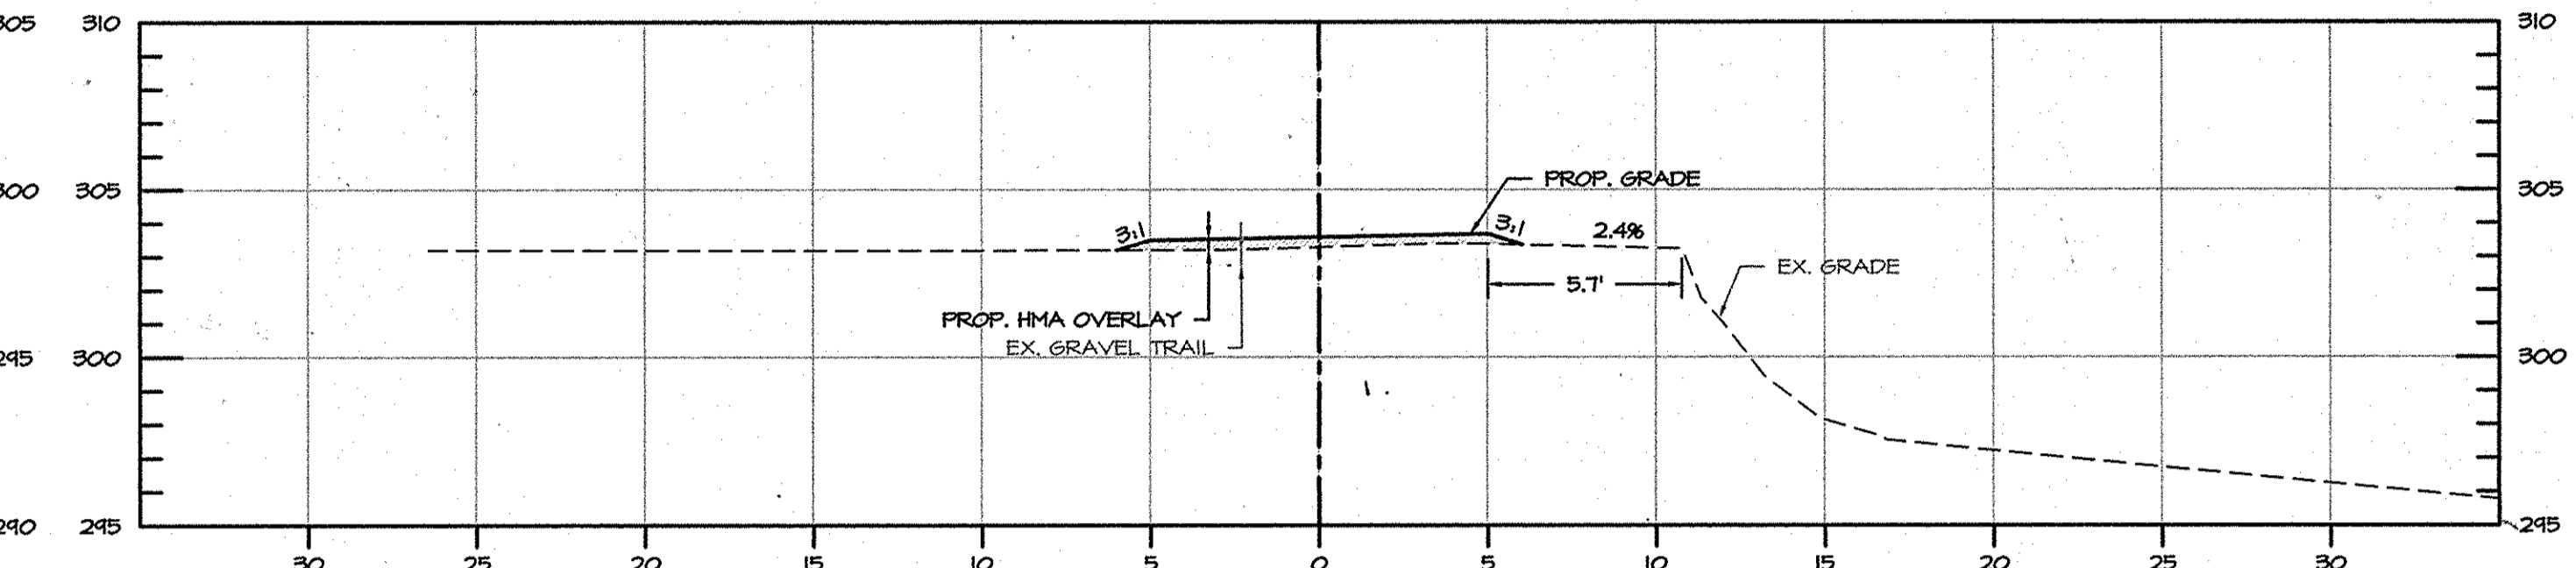 305 310 310
PROP. GRADE
300 305 305
3:1 3:1 2.4%
EX. GRADE
5.7'
PROP. HMA OVERLAY
EX. GRAVEL TRAIL
295 300 300
290 295 295
30 25 20 15 10 5 0 5 10 15 20 25 30